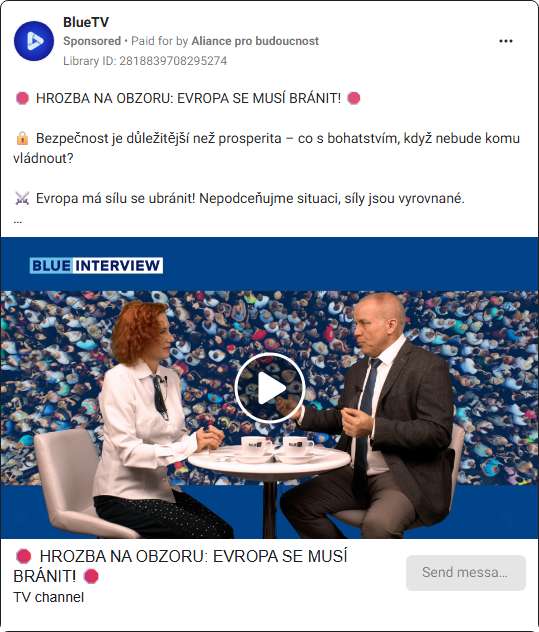 BlueTV
Sponsored • Paid for by Aliance pro budoucnost
Library ID: 2818839708295274
🛑 HROZBA NA OBZORU: EVROPA SE MUSÍ BRÁNIT! 🛑
🔒 Bezpečnost je důležitější než prosperita – co s bohatstvím, když nebude komu
vládnout?
⚔️ Evropa má sílu se ubránit! Nepodceňujme situaci, síly jsou vyrovnané.
...
BLUE INTERVIEW
🛑 HROZBA NA OBZORU: EVROPA SE MUSÍ
BRÁNIT! 🛑
Send messa...
TV channel